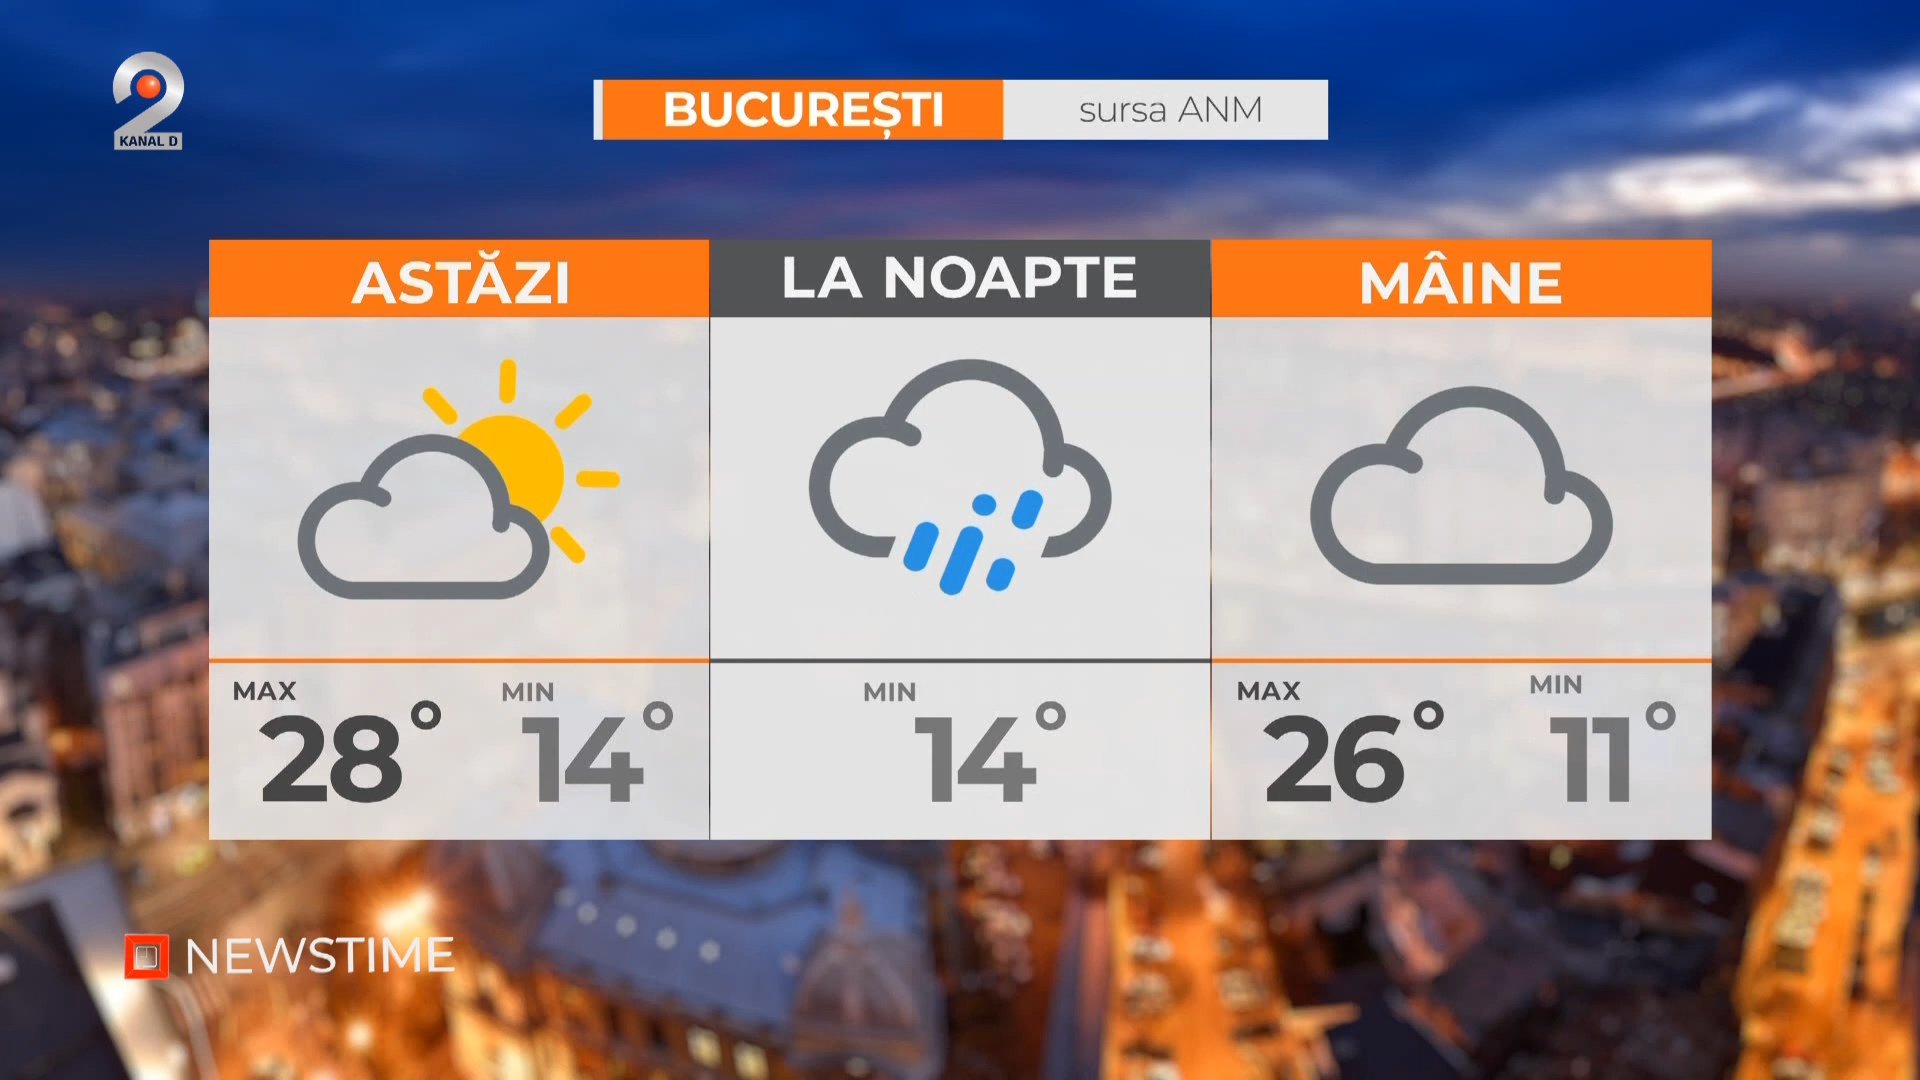 KANAL D
BUCUREȘTI
sursa ANM
ASTĂZI
LA NOAPTE
MÂINE
MAX
28°
MIN
14°
MIN
14°
MAX
26°
MIN
11°
NEWSTIME